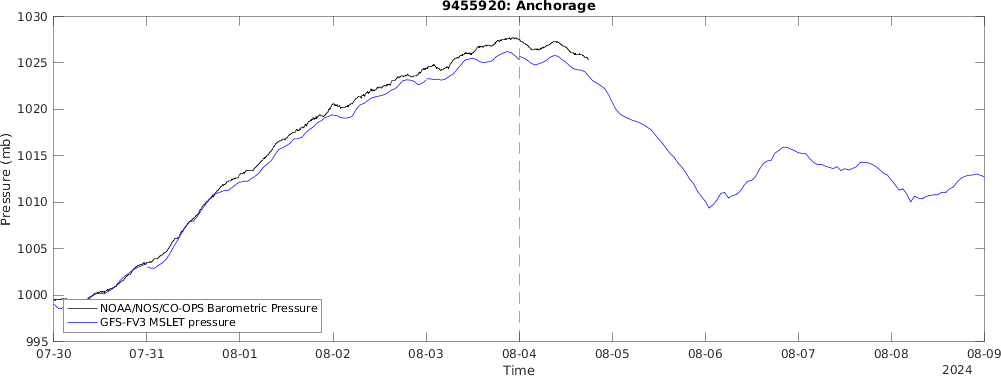 9455920: Anchorage
1030
1025
1020
1015
1010
1005
1000
995
Pressure (mb)
NOAA/NOS/CO-OPS Barometric Pressure
GFS-FV3 MSLET pressure
07-30 07-31 08-01 08-02 08-03 08-04 08-05 08-06 08-07 08-08 08-09
Time
2024